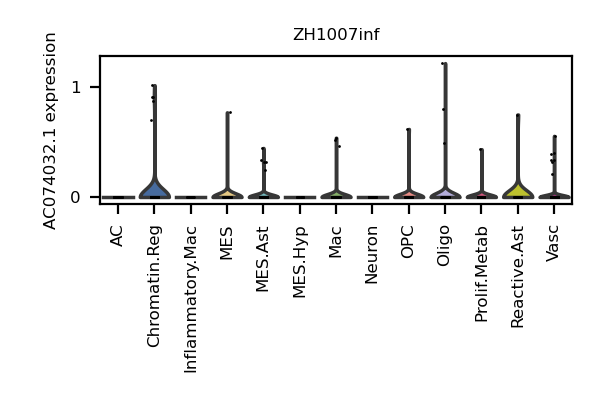 ZH1007inf
AC074032.1 expression
1
0
AC
Chromatin.Reg
Inflammatory.Mac
MES
MES.Ast
MES.Hyp
Mac
Neuron
OPC
Oligo
Prolif.Metab
Reactive.Ast
Vasc